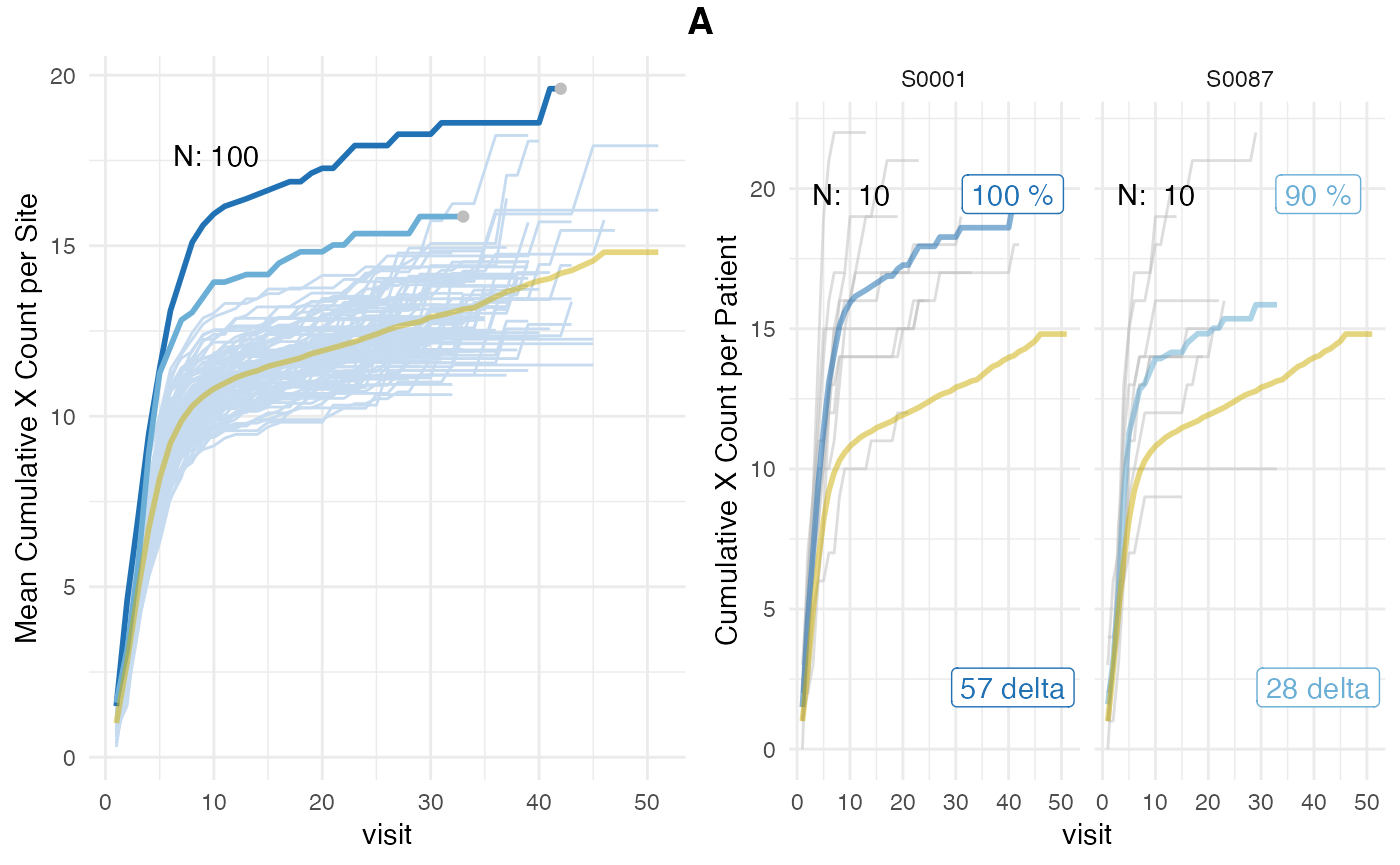 A
Mean Cumulative X Count per Site
20
15
10
5
0
N: 100
0 10 20 30 40 50
visit
Cumulative X Count per Patient
S0001 S0087
20
15
10
5
0
N: 10 100 % N: 10 90 %
57 delta 28 delta
0 10 20 30 40 50 0 10 20 30 40 50
visit